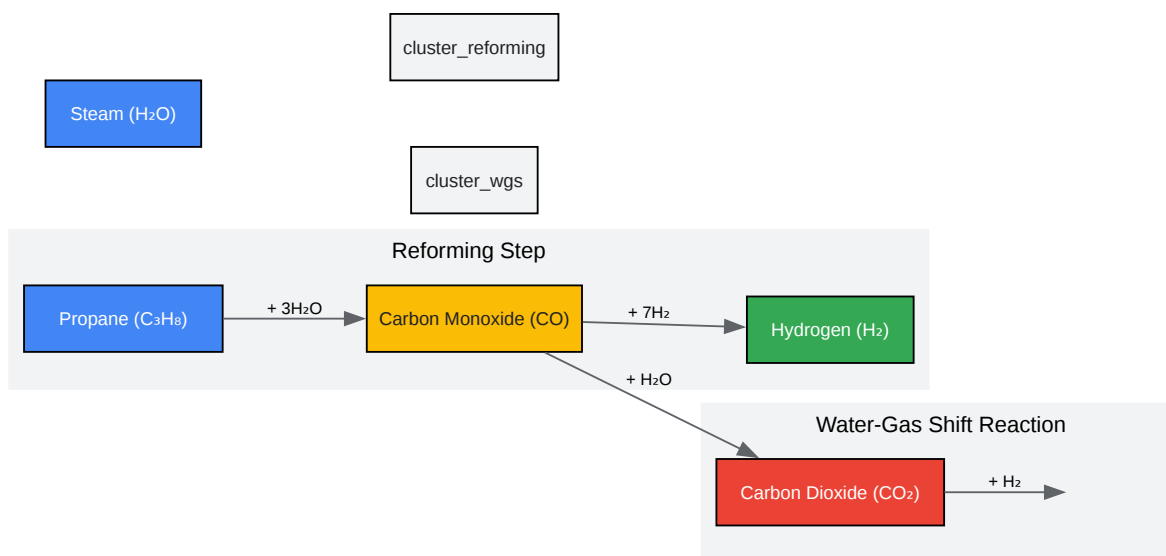 cluster_reforming
Steam (H₂O)
cluster_wgs
Reforming Step
Propane (C₃H₈)
+ 3H₂O
Carbon Monoxide (CO)
+ 7H₂
Hydrogen (H₂)
+ H₂O
Water-Gas Shift Reaction
Carbon Dioxide (CO₂)
+ H₂